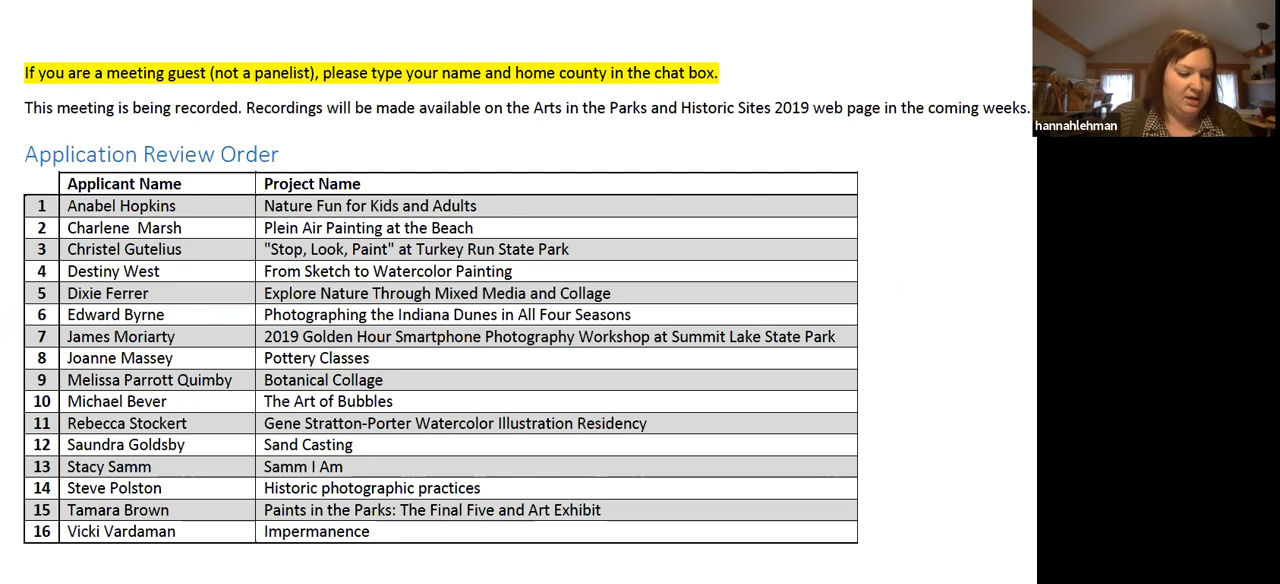 If you are a meeting guest (not a panelist), please type your name and home county in the chat box.
This meeting is being recorded. Recordings will be made available on the Arts in the Parks and Historic Sites 2019 web page in the coming weeks.
hannahlehman
Application Review Order
Applicant Name Project Name
1 Anabel Hopkins Nature Fun for Kids and Adults
2 Charlene Marsh Plein Air Painting at the Beach
3 Christel Gutelius "Stop, Look, Paint" at Turkey Run State Park
4 Destiny West From Sketch to Watercolor Painting
5 Dixie Ferrer Explore Nature Through Mixed Media and Collage
6 Edward Byrne Photographing the Indiana Dunes in All Four Seasons
7 James Moriarty 2019 Golden Hour Smartphone Photography Workshop at Summit Lake State Park
8 Joanne Massey Pottery Classes
9 Melissa Parrott Quimby Botanical Collage
10 Michael Bever The Art of Bubbles
11 Rebecca Stockert Gene Stratton-Porter Watercolor Illustration Residency
12 Saundra Goldsby Sand Casting
13 Stacy Samm Samm I Am
14 Steve Polston Historic photographic practices
15 Tamara Brown Paints in the Parks: The Final Five and Art Exhibit
16 Vicki Vardaman Impermanence